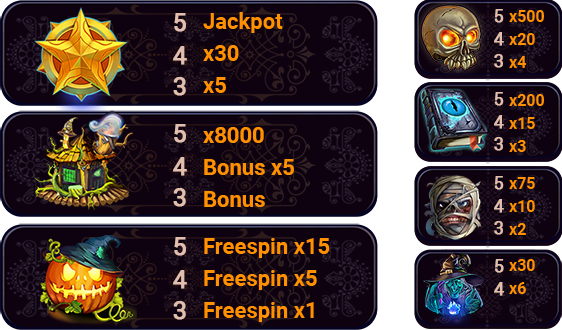 5 Jackpot
4 x30
3 x5
5 x8000
4 Bonus x5
3 Bonus
5 Freespin x15
4 Freespin x5
3 Freespin x1
5 x500
4 x20
3 x4
5 x200
4 x15
3 x3
5 x75
4 x10
3 x2
5 x30
4 x6